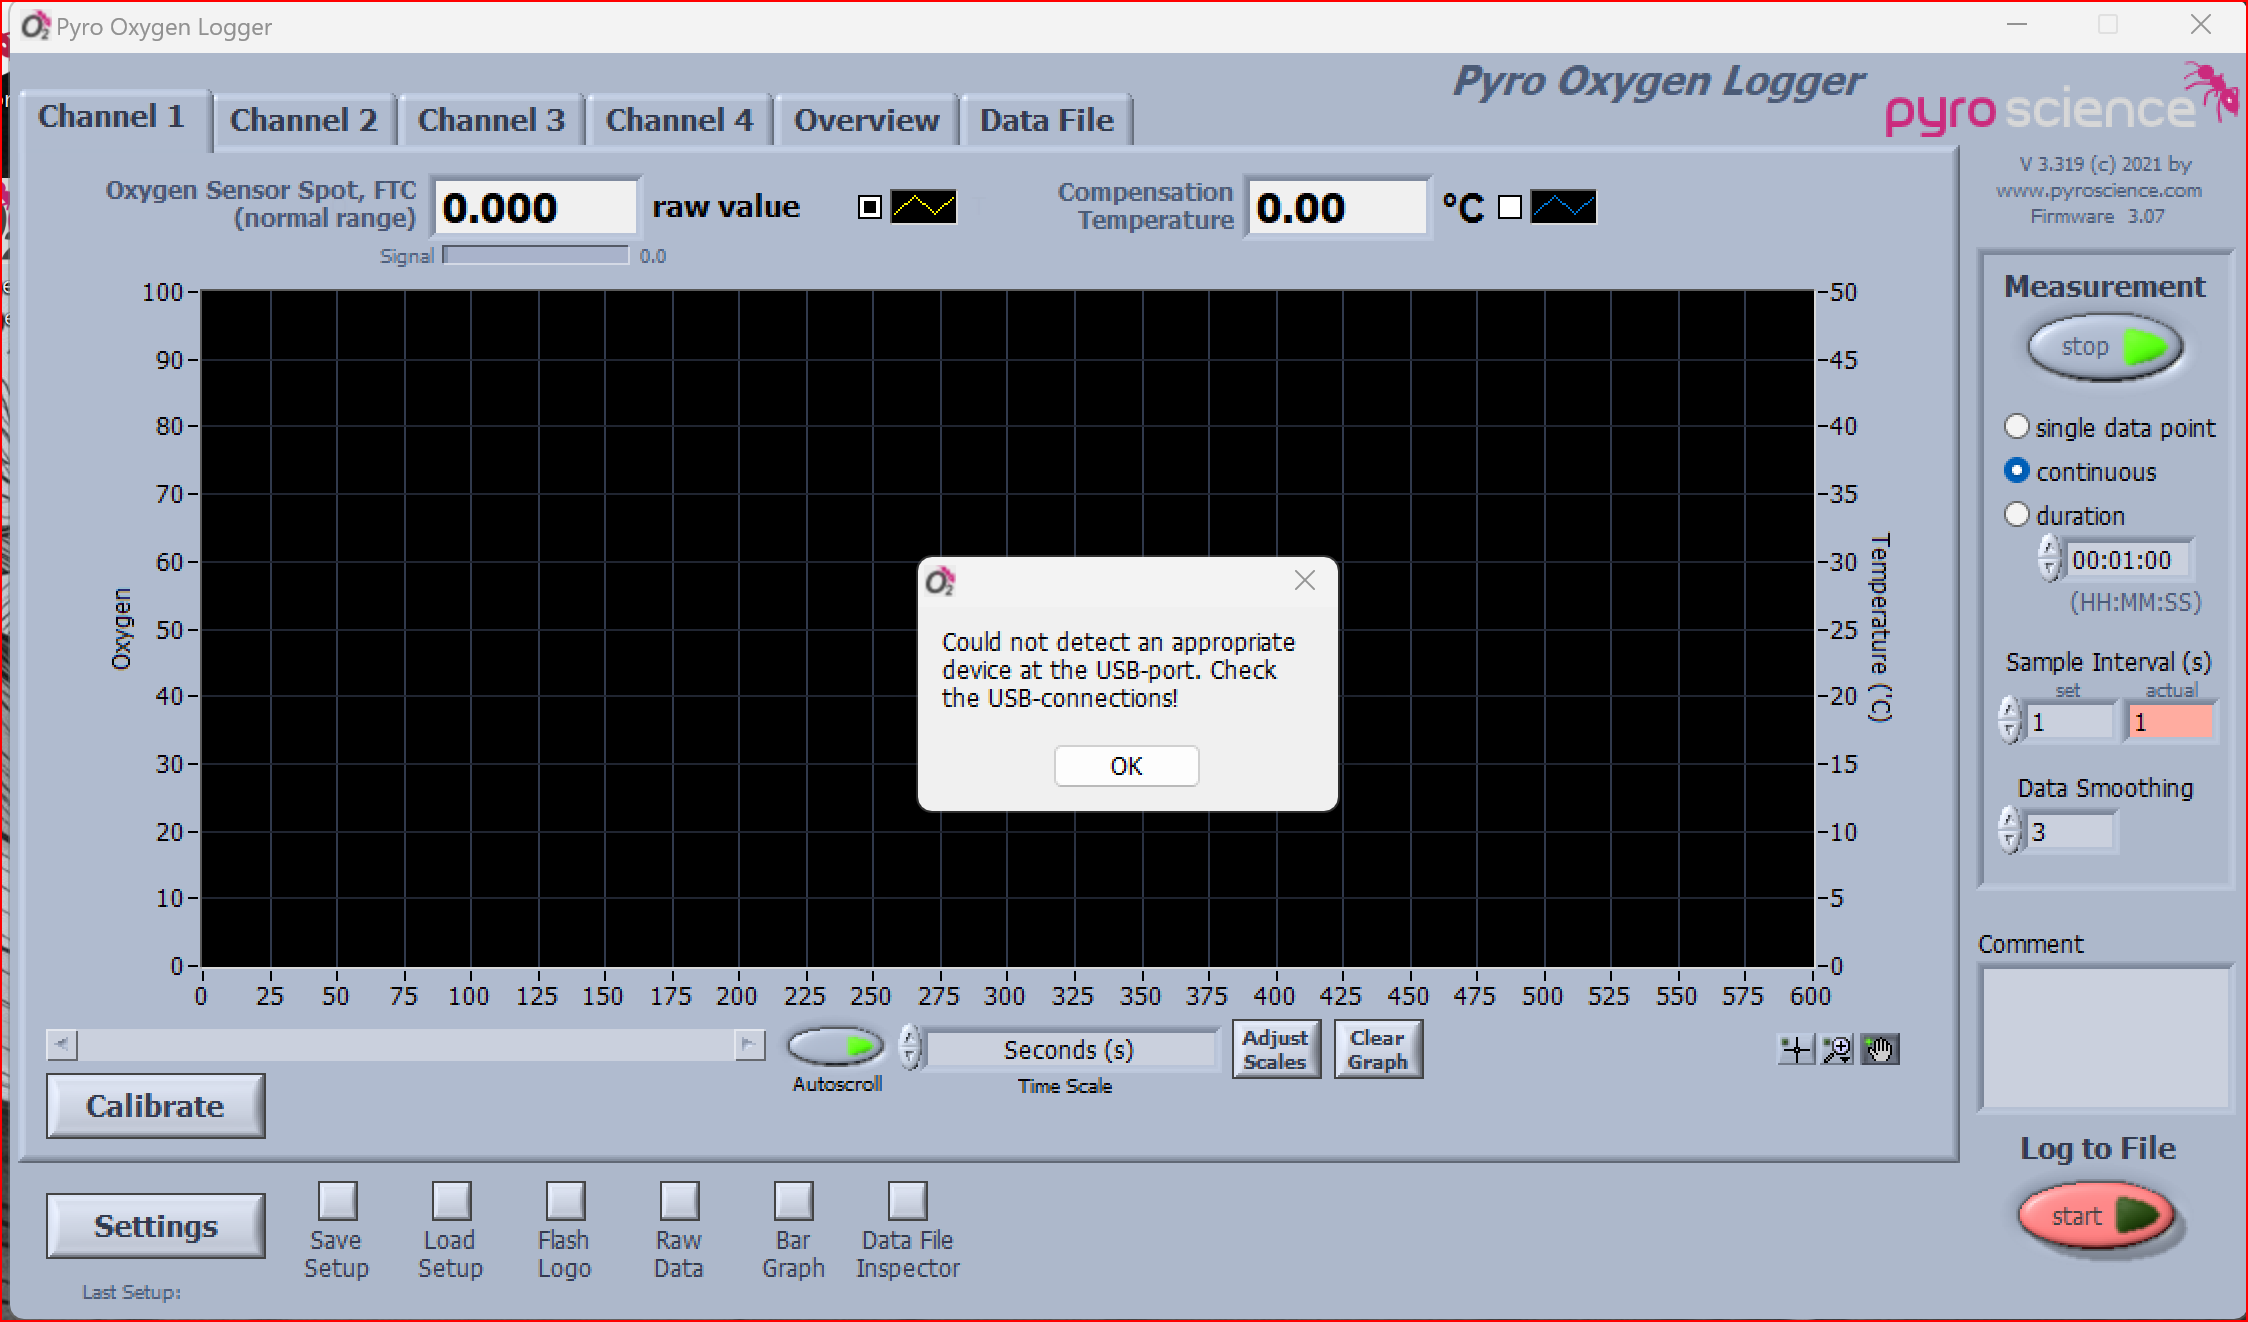 Pyro Oxygen Logger
Pyro Oxygen Logger
pyro science
V 3.319 (c) 2021 by
www.pyroscience.com
Firmware 3.07
Channel 1
Channel 2
Channel 3
Channel 4
Overview
Data File
Oxygen Sensor Spot, FTC
(normal range)
0.000
raw value
Signal
0.0
Compensation
Temperature
0.00
°C
100
90
80
70
60
50
40
30
20
10
0
Oxygen
50
45
40
35
30
25
20
15
10
5
0
Temperature (°C)
0 25 50 75 100 125 150 175 200 225 250 275 300 325 350 375 400 425 450 475 500 525 550 575 600
Could not detect an appropriate
device at the USB-port. Check
the USB-connections!
OK
Autoscroll
Seconds (s)
Time Scale
Adjust
Scales
Clear
Graph
Calibrate
Settings
Last Setup:
Save
Setup
Load
Setup
Flash
Logo
Raw
Data
Bar
Graph
Data File
Inspector
Measurement
stop
single data point
continuous
duration
00:01:00
(HH:MM:SS)
Sample Interval (s)
set
actual
1
1
Data Smoothing
3
Comment
Log to File
start